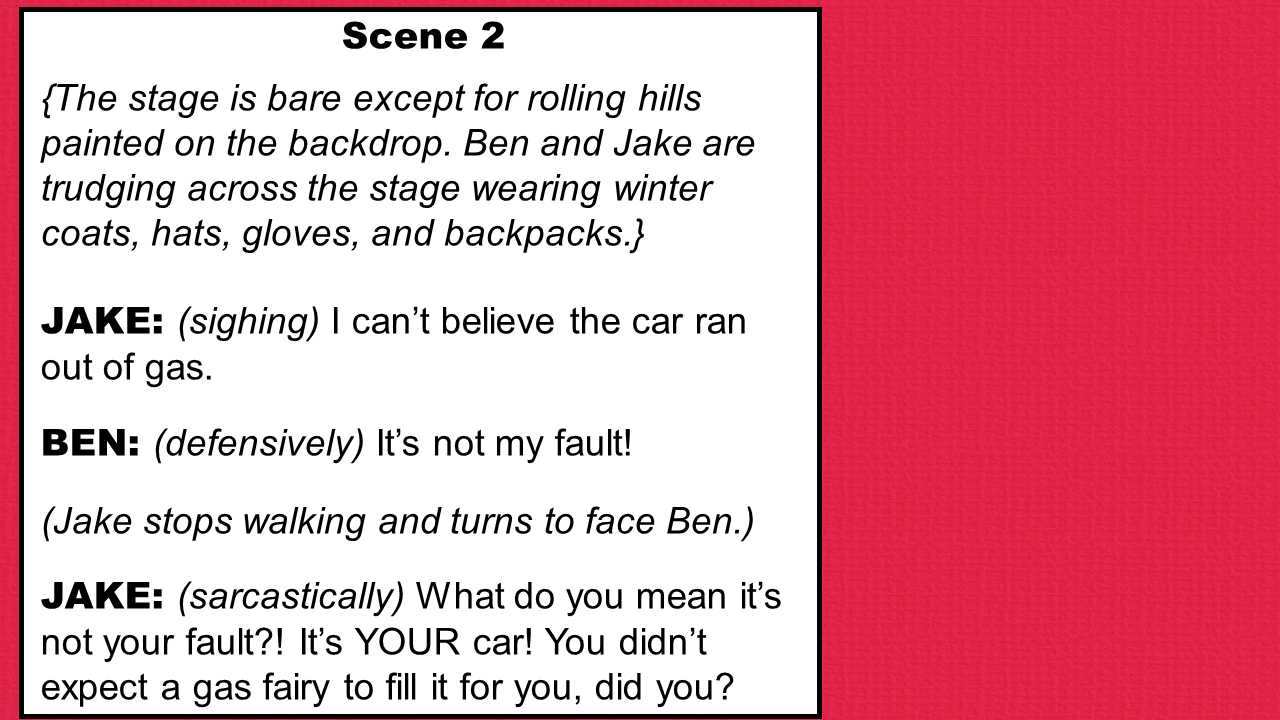 Scene 2
{The stage is bare except for rolling hills
painted on the backdrop. Ben and Jake are
trudging across the stage wearing winter
coats, hats, gloves, and backpacks.}
JAKE: (sighing) I can’t believe the car ran
out of gas.
BEN: (defensively) It’s not my fault!
(Jake stops walking and turns to face Ben.)
JAKE: (sarcastically) What do you mean it’s
not your fault?! It’s YOUR car! You didn’t
expect a gas fairy to fill it for you, did you?